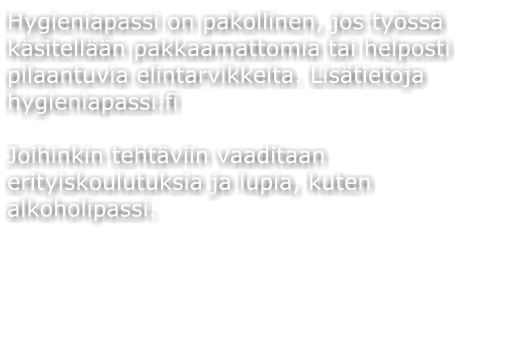 Hygieniapassi on pakollinen, jos työssä
käsitellään pakkaamattomia tai helposti
pilaantuvia elintarvikkeita. Lisätietoja
hygieniapassi.fi
Joihinkin tehtäviin vaaditaan
erityiskoulutuksia ja lupia, kuten
alkoholipassi.